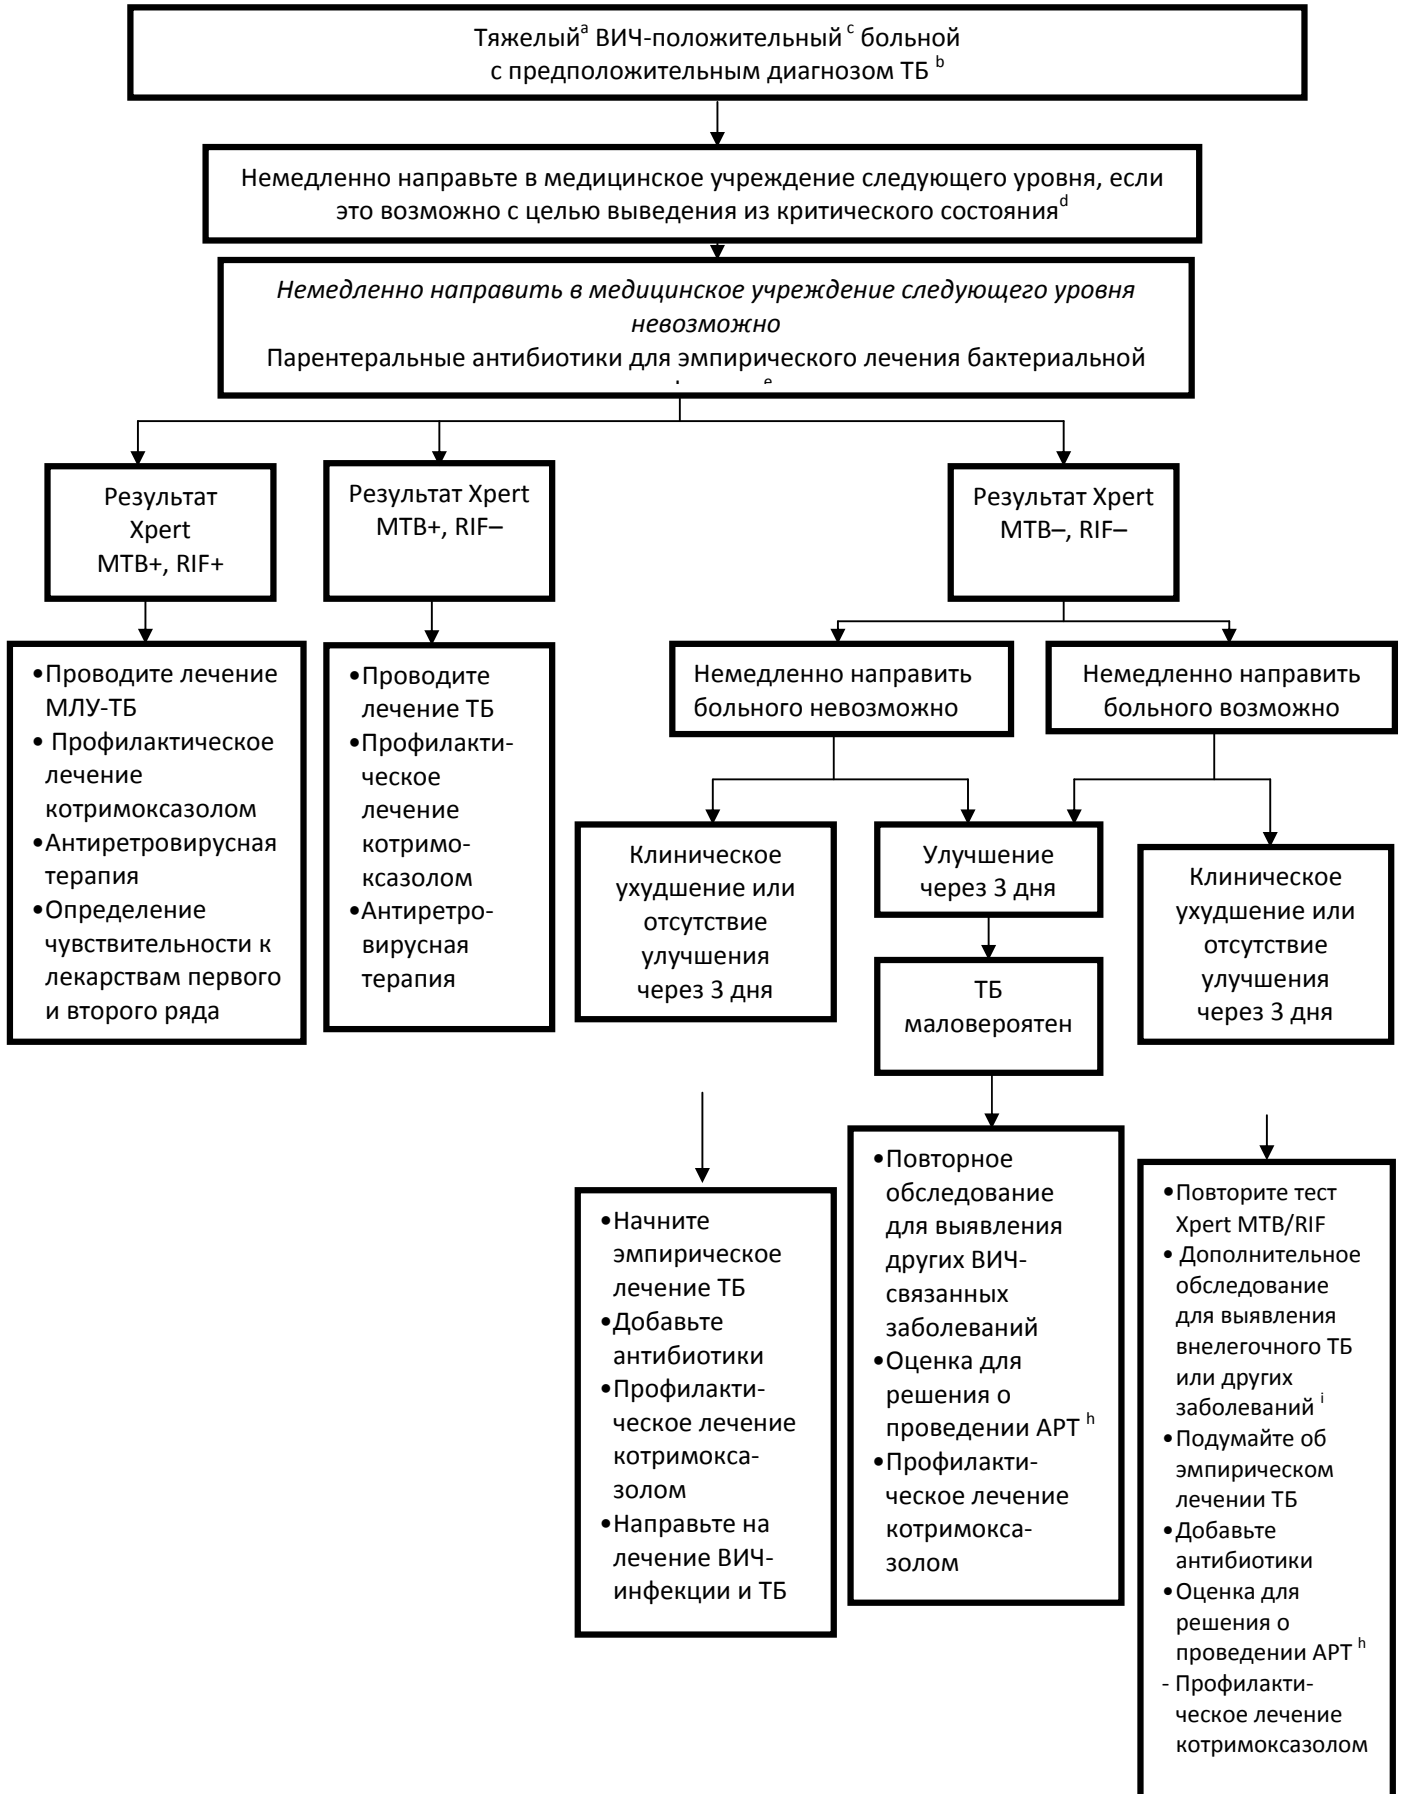 Тяжелый^a ВИЧ-положительный ^c больной
с предположительным диагнозом ТБ ^b
Немедленно направьте в медицинское учреждение следующего уровня, если
это возможно с целью выведения из критического состояния^d
Немедленно направить в медицинское учреждение следующего уровня
невозможно
Парентеральные антибиотики для эмпирического лечения бактериальной
e
Результат
Xpert
MTB+, RIF+
Результат Xpert
MTB+, RIF–
Результат Xpert
MTB–, RIF–
•Проводите лечение
МЛУ-ТБ
• Профилактическое
лечение
котримоксазолом
•Антиретровирусная
терапия
•Определение
чувствительности к
лекарствам первого
и второго ряда
•Проводите
лечение ТБ
•Профилакти-
ческое
лечение
котримо-
ксазолом
•Антиретро-
вирусная
терапия
Немедленно направить
больного невозможно
Немедленно направить
больного возможно
Клиническое
ухудшение или
отсутствие
улучшения
через 3 дня
Улучшение
через 3 дня
Клиническое
ухудшение или
отсутствие
улучшения
через 3 дня
ТБ
маловероятен
•Начните
эмпирическое
лечение ТБ
•Добавьте
антибиотики
•Профилакти-
ческое лечение
котримокса-
золом
•Направьте на
лечение ВИЧ-
инфекции и ТБ
•Повторное
обследование
для выявления
других ВИЧ-
связанных
заболеваний
•Оценка для
решения о
проведении АРТ ^h
•Профилакти-
ческое лечение
котримокса-
золом
•Повторите тест
Xpert MTB/RIF
• Дополнительное
обследование
для выявления
внелегочного ТБ
или других
заболеваний ^i
•Подумайте об
эмпирическом
лечении ТБ
•Добавьте
антибиотики
•Оценка для
решения о
проведении АРТ ^h
- Профилакти-
ческое лечение
котримоксазолом